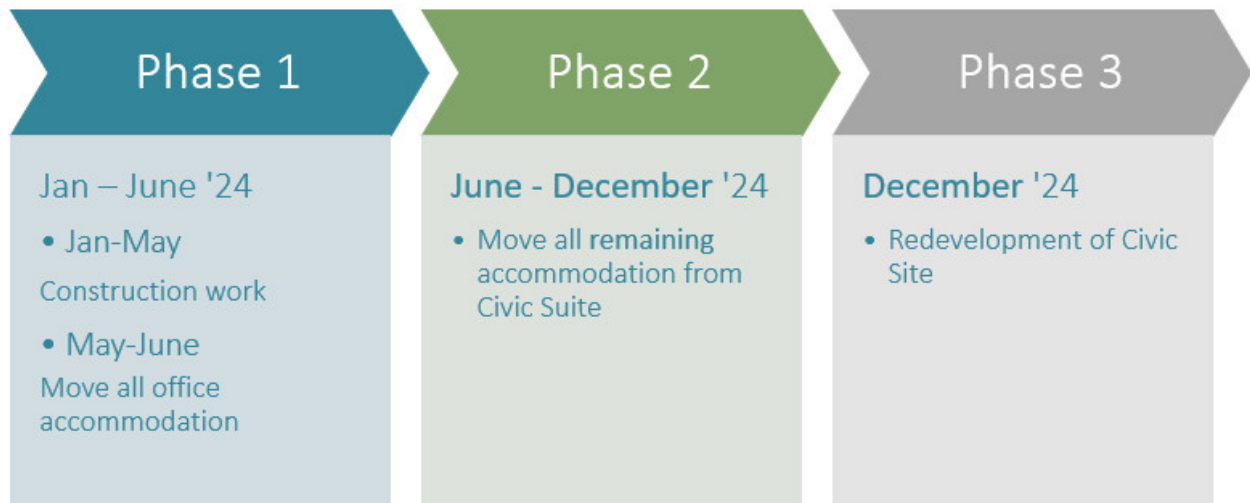 Phase 1
Jan – June '24
• Jan-May
Construction work
• May-June
Move all office
accommodation
Phase 2
June - December '24
• Move all remaining
accommodation from
Civic Suite
Phase 3
December '24
• Redevelopment of Civic
Site